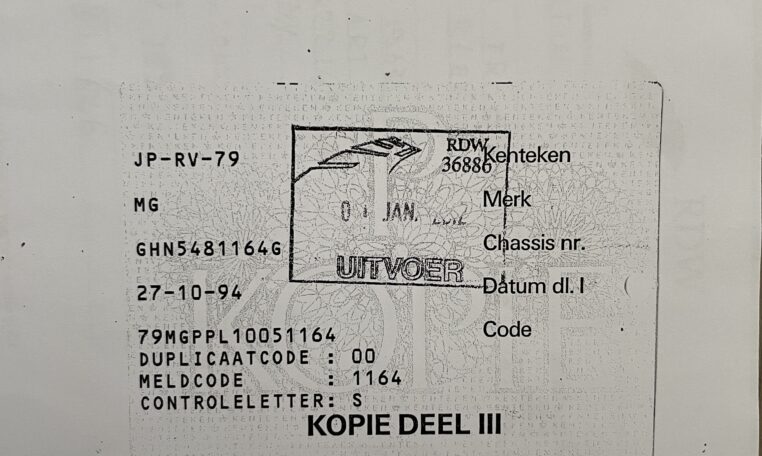 RDW
JP-RV-79 36886 Kenteken
MG Merk
JAN.
GHN5481164G Chassis nr.
UITVOER
27-10-94 Datum dl. I
79MGPPL10051164 Code
DUPLICAATCODE : 00
MELDCODE : 1164
CONTROLELETTER: S
KOPIE DEEL III